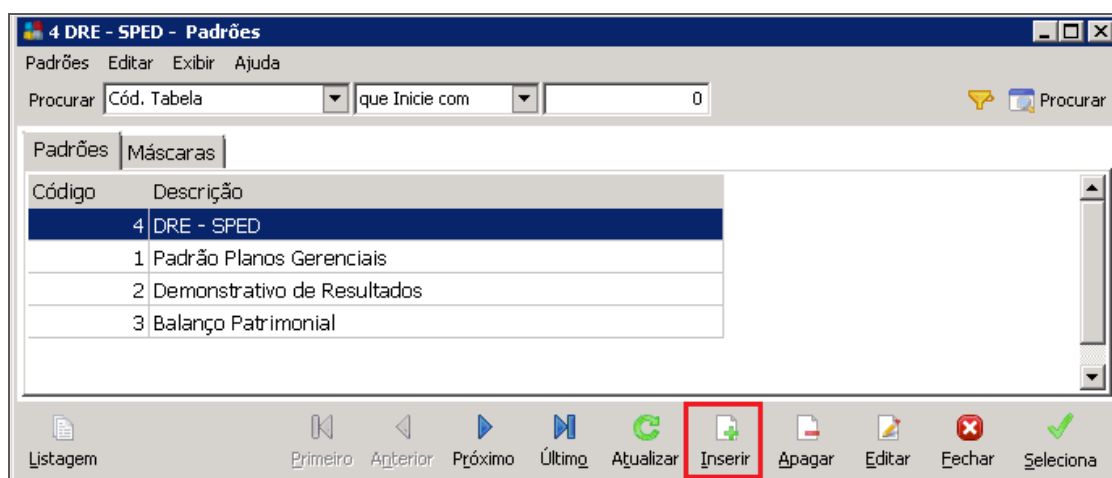 4 DRE - SPED - Padrões
Padrões Editar Exibir Ajuda
Procurar Cód. Tabela que Inicie com 0 Procurar
Padrões Máscaras
Código Descrição
4 DRE - SPED
1 Padrão Planos Gerenciais
2 Demonstrativo de Resultados
3 Balanço Patrimonial
Listagem Primeiro Anterior Próximo Último Atualizar Inserir Apagar Editar Fechar Seleciona